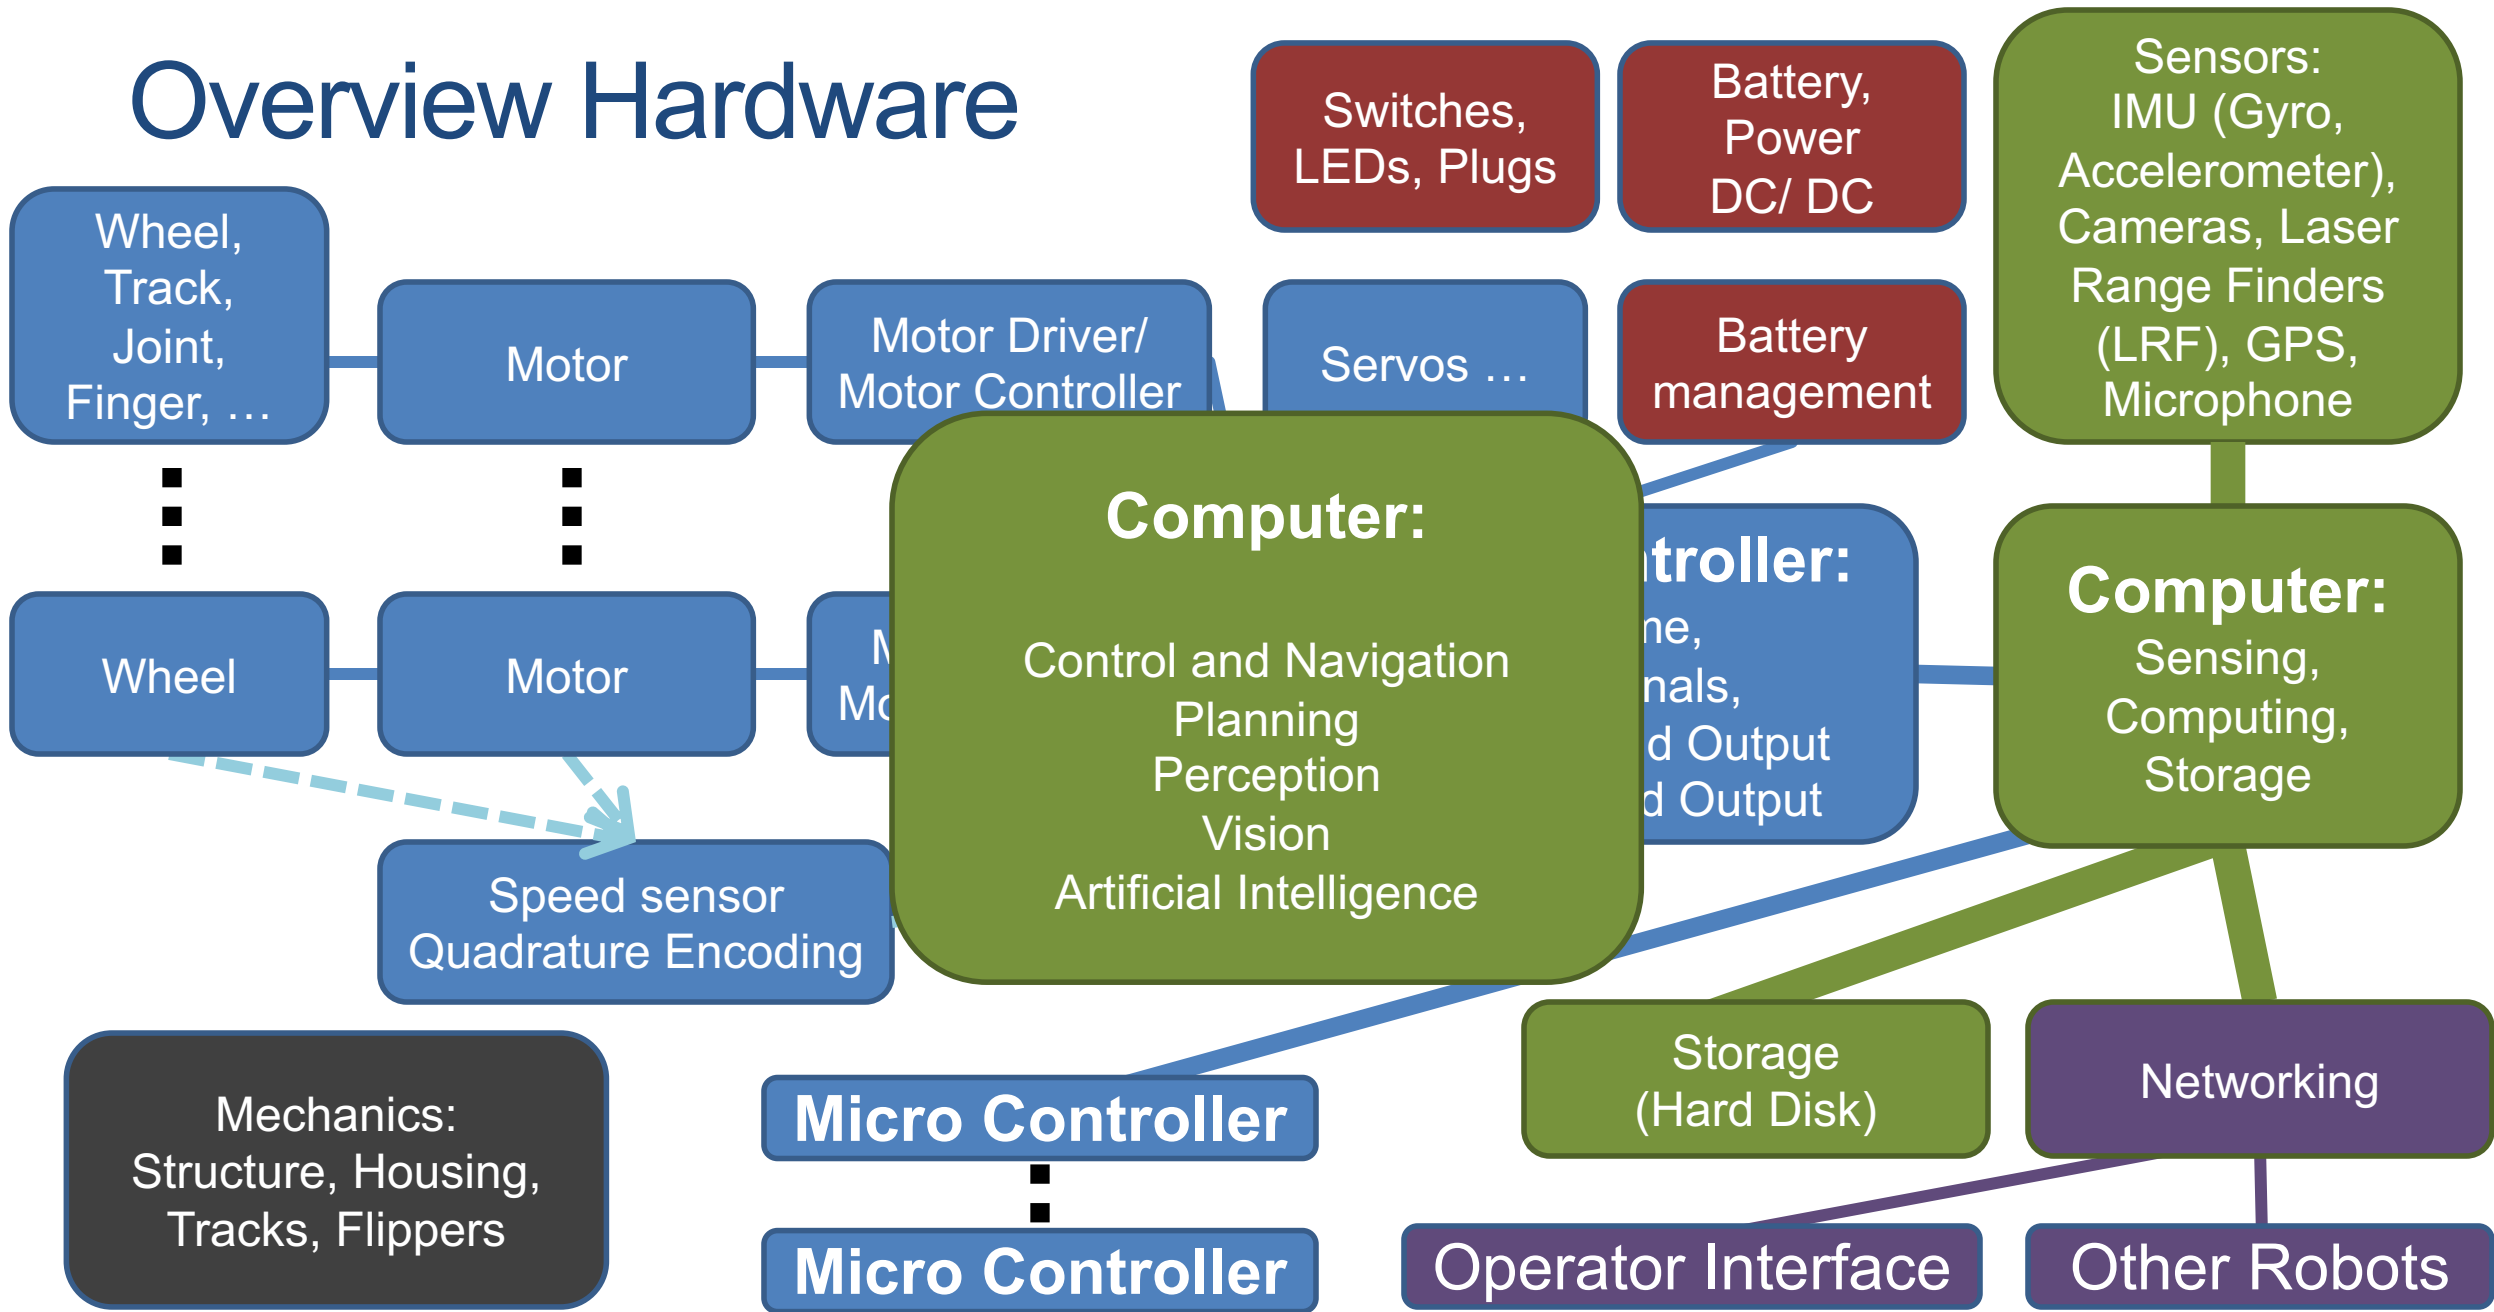 Overview Hardware
Switches,
LEDs, Plugs
Battery,
Power
DC/ DC
Sensors:
IMU (Gyro,
Accelerometer),
Cameras, Laser
Range Finders
(LRF), GPS,
Microphone
Wheel,
Track,
Joint,
Finger, …
Motor
Motor Driver/
Motor Controller
Servos …
Battery
management
Computer:
Control and Navigation
Planning
Perception
Vision
Artificial Intelligence
Output
Output
Computer:
Sensing,
Computing,
Storage
Wheel
Motor
Speed sensor
Quadrature Encoding
Mechanics:
Structure, Housing,
Tracks, Flippers
Micro Controller
Micro Controller
Storage
(Hard Disk)
Networking
Operator Interface
Other Robots